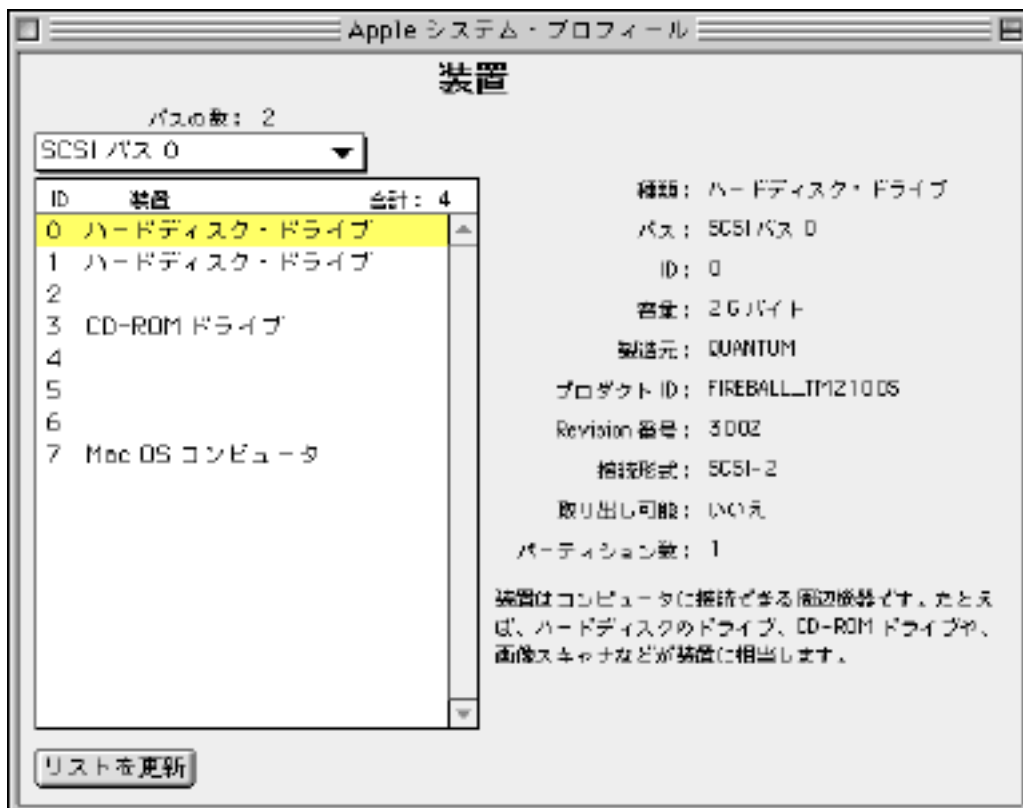 Apple システム・プロフィール
装置
バスの数： 2
SCSI バス 0
ID 装置 合計： 4
0 ハードディスク・ドライブ
1 ハードディスク・ドライブ
2
3 CD-ROM ドライブ
4
5
6
7 Mac OS コンピュータ
リストを更新
種類： ハードディスク・ドライブ
バス： SCSI バス 0
ID： 0
容量： 2 G バイト
製造元： QUANTUM
プロダクト ID： FIREBALL_TM2100S
Revision 番号： 300Z
接続形式： SCSI-2
取り出し可能： いいえ
パーティション数： 1
装置はコンピュータに接続できる周辺機器です。たとえ
ば、ハードディスクのドライブ、CD-ROM ドライブや、
画像スキャナなどが装置に相当します。